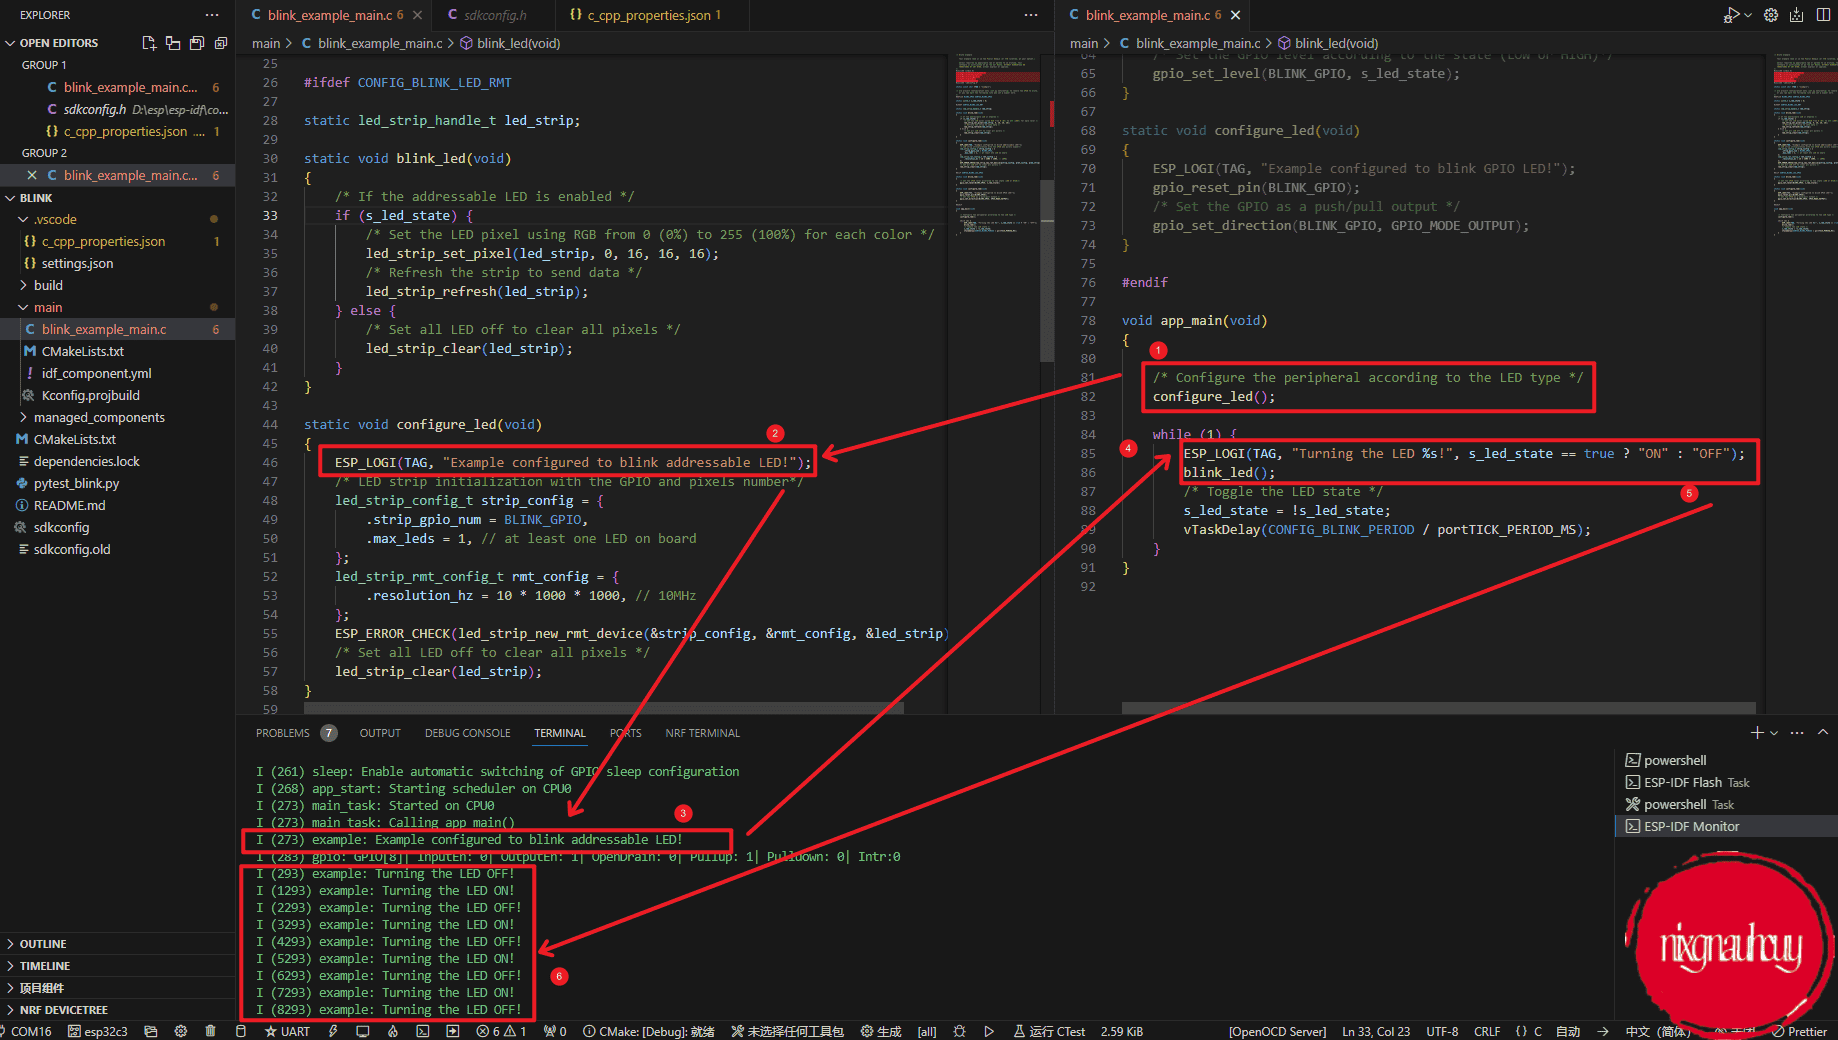 EXPLORER
OPEN EDITORS
GROUP 1
C blink_example_main.c... 6
C sdkconfig.h D:\esp\esp-idf\co...
{} c_cpp_properties.json .... 1
GROUP 2
C blink_example_main.c... 6
BLINK
.vscode
{} c_cpp_properties.json 1
{} settings.json
build
main
C blink_example_main.c 6
CMakeLists.txt
! idf_component.yml
Kconfig.projbuild
managed_components
CMakeLists.txt
dependencies.lock
pytest_blink.py
README.md
sdkconfig
sdkconfig.old
OUTLINE
TIMELINE
项目组件
NRF DEVICETREE
C blink_example_main.c 6
C sdkconfig.h
{} c_cpp_properties.json 1
main > C blink_example_main.c > blink_led(void)
25
26 #ifdef CONFIG_BLINK_LED_RMT
27
28 static led_strip_handle_t led_strip;
29
30 static void blink_led(void)
31 {
32 /* If the addressable LED is enabled */
33 if (s_led_state) {
34 /* Set the LED pixel using RGB from 0 (0%) to 255 (100%) for each color */
35 led_strip_set_pixel(led_strip, 0, 16, 16, 16);
36 /* Refresh the strip to send data */
37 led_strip_refresh(led_strip);
38 } else {
39 /* Set all LED off to clear all pixels */
40 led_strip_clear(led_strip);
41 }
42 }
43
44 static void configure_led(void)
45 {
46 ESP_LOGI(TAG, "Example configured to blink addressable LED!");
47 /* LED strip initialization with the GPIO and pixels number*/
48 led_strip_config_t strip_config = {
49 .strip_gpio_num = BLINK_GPIO,
50 .max_leds = 1, // at least one LED on board
51 };
52 led_strip_rmt_config_t rmt_config = {
53 .resolution_hz = 10 * 1000 * 1000, // 10MHz
54 };
55 ESP_ERROR_CHECK(led_strip_new_rmt_device(&strip_config, &rmt_config, &led_strip)
56 /* Set all LED off to clear all pixels */
57 led_strip_clear(led_strip);
58 }
59
C blink_example_main.c 6
main > C blink_example_main.c > blink_led(void)
64 /* Set the GPIO level according to the state (LOW or HIGH) */
65 gpio_set_level(BLINK_GPIO, s_led_state);
66 }
67
68 static void configure_led(void)
69 {
70 ESP_LOGI(TAG, "Example configured to blink GPIO LED!");
71 gpio_reset_pin(BLINK_GPIO);
72 /* Set the GPIO as a push/pull output */
73 gpio_set_direction(BLINK_GPIO, GPIO_MODE_OUTPUT);
74 }
75
76 #endif
77
78 void app_main(void)
79 {
80
81 /* Configure the peripheral according to the LED type */
82 configure_led();
83
84 while (1) {
85 ESP_LOGI(TAG, "Turning the LED %s!", s_led_state == true ? "ON" : "OFF");
86 blink_led();
87 /* Toggle the LED state */
88 s_led_state = !s_led_state;
89 vTaskDelay(CONFIG_BLINK_PERIOD / portTICK_PERIOD_MS);
90 }
91 }
92
1
2
3
4
5
6
PROBLEMS 7 OUTPUT DEBUG CONSOLE TERMINAL PORTS NRF TERMINAL
I (261) sleep: Enable automatic switching of GPIO sleep configuration
I (268) app_start: Starting scheduler on CPU0
I (273) main_task: Started on CPU0
I (273) main_task: Calling app_main()
I (273) example: Example configured to blink addressable LED!
I (283) gpio: GPIO[8]| InputEn: 0| OutputEn: 1| OpenDrain: 0| Pullup: 1| Pulldown: 0| Intr:0
I (293) example: Turning the LED OFF!
I (1293) example: Turning the LED ON!
I (2293) example: Turning the LED OFF!
I (3293) example: Turning the LED ON!
I (4293) example: Turning the LED OFF!
I (5293) example: Turning the LED ON!
I (6293) example: Turning the LED OFF!
I (7293) example: Turning the LED ON!
I (8293) example: Turning the LED OFF!
powershell
ESP-IDF Flash Task
powershell Task
ESP-IDF Monitor
nixgnauhcuy
COM16 esp32c3 UART 6 1 0 CMake: [Debug]: 就绪 未选择任何工具包 生成 [all] 运行 CTest 2.59 KiB [OpenOCD Server] Ln 33, Col 23 UTF-8 CRLF {} C 自动 中文 (简体) Prettier